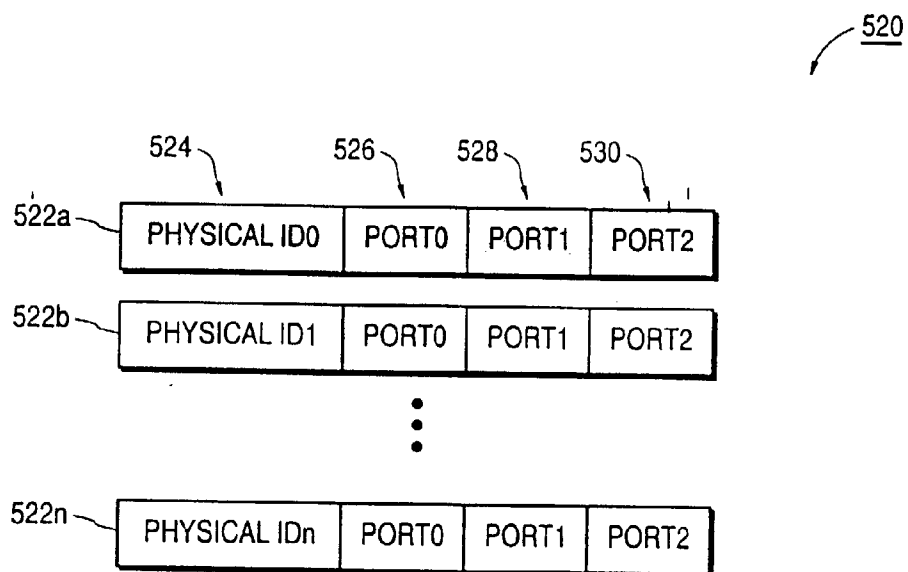 520
524 526 528 530
522a PHYSICAL ID0 PORT0 PORT1 PORT2
522b PHYSICAL ID1 PORT0 PORT1 PORT2
522n PHYSICAL IDn PORT0 PORT1 PORT2